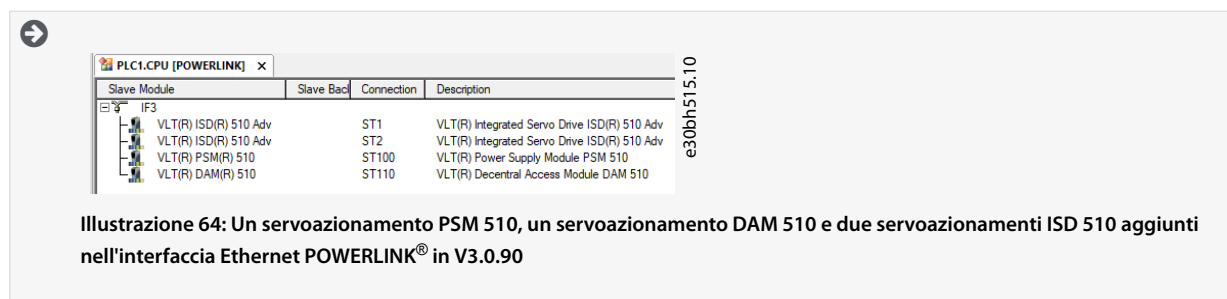 PLC1.CPU [POWERLINK] X
Slave Module Slave Bacl Connection Description
IF3
VLT(R) ISD(R) 510 Adv ST1 VLT(R) Integrated Servo Drive ISD(R) 510 Adv
VLT(R) ISD(R) 510 Adv ST2 VLT(R) Integrated Servo Drive ISD(R) 510 Adv
VLT(R) PSM(R) 510 ST100 VLT(R) Power Supply Module PSM 510
VLT(R) DAM(R) 510 ST110 VLT(R) Decentral Access Module DAM 510
e30bh515.10
Illustrazione 64: Un servoazionamento PSM 510, un servoazionamento DAM 510 e due servoazionamenti ISD 510 aggiunti
nell'interfaccia Ethernet POWERLINK® in V3.0.90